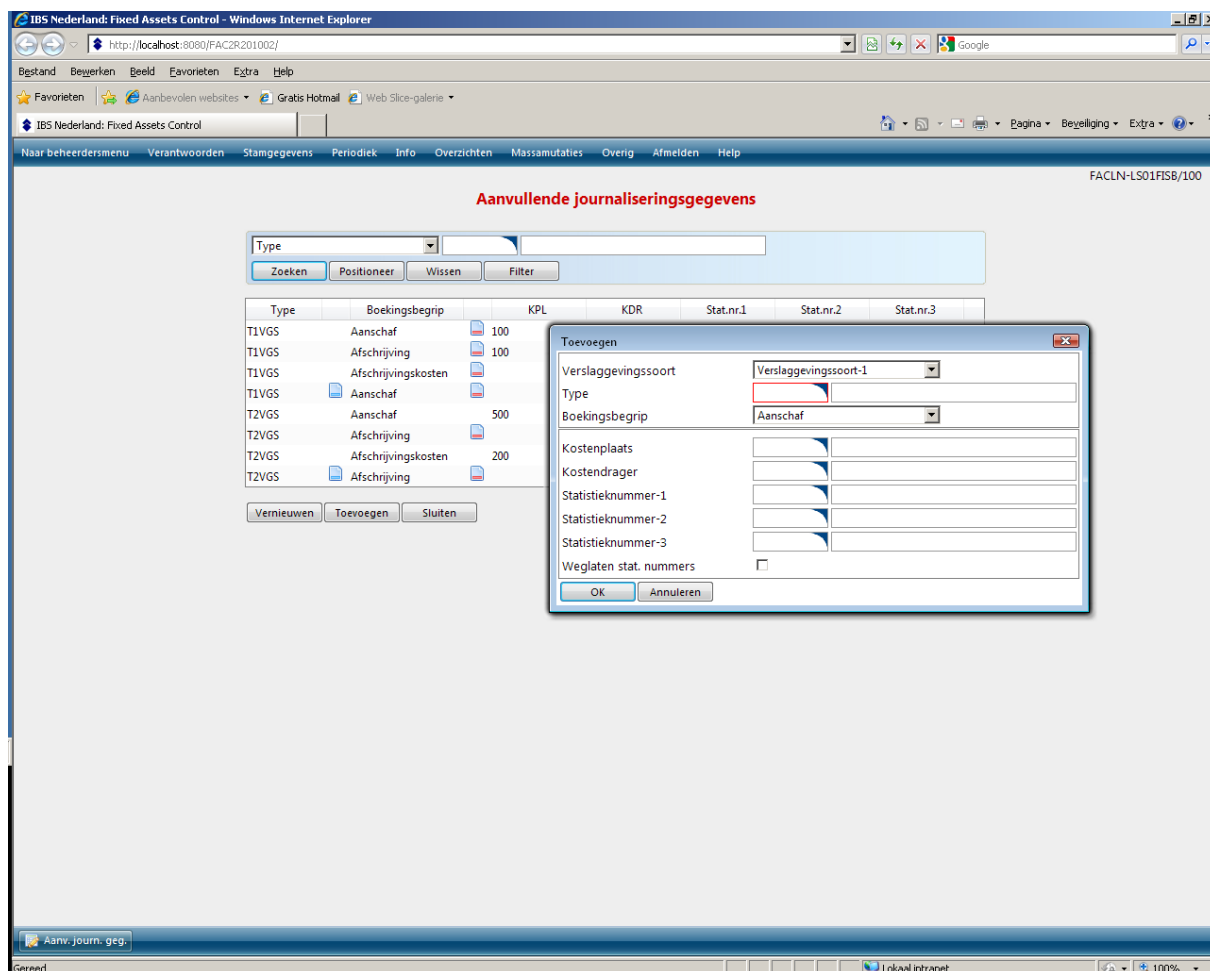 IBS Nederland: Fixed Assets Control - Windows Internet Explorer
http://localhost:8080/FAC2R201002/
Google
Bestand Bewerken Beeld Favorieten Extra Help
Favorieten Aanbevolen websites Gratis Hotmail Web Slice-galerie
IBS Nederland: Fixed Assets Control
Pagina Beveiliging Extra
Naar beheerdersmenu Verantwoorden Stamgegevens Periodiek Info Overzichten Massamutaties Overig Afmelden Help
FACLN-LS01FISB/100
Aanvullende journaliseringsgegevens
Type
Zoeken Positioneer Wissen Filter
Type Boekingsbegrip KPL KDR Stat.nr.1 Stat.nr.2 Stat.nr.3
T1VGS Aanschaf 100
T1VGS Afschrijving 100
T1VGS Afschrijvingskosten
T1VGS Aanschaf
T2VGS Aanschaf 500
T2VGS Afschrijving
T2VGS Afschrijvingskosten 200
T2VGS Afschrijving
Vernieuwen Toevoegen Sluiten
Toevoegen
Verslaggevingssoort Verslaggevingssoort-1
Type
Boekingsbegrip Aanschaf
Kostenplaats
Kostendrager
Statistieknummer-1
Statistieknummer-2
Statistieknummer-3
Weglaten stat. nummers
OK Annuleren
Aanv. journ. geg.
Gereed
Lokaal intranet
100%